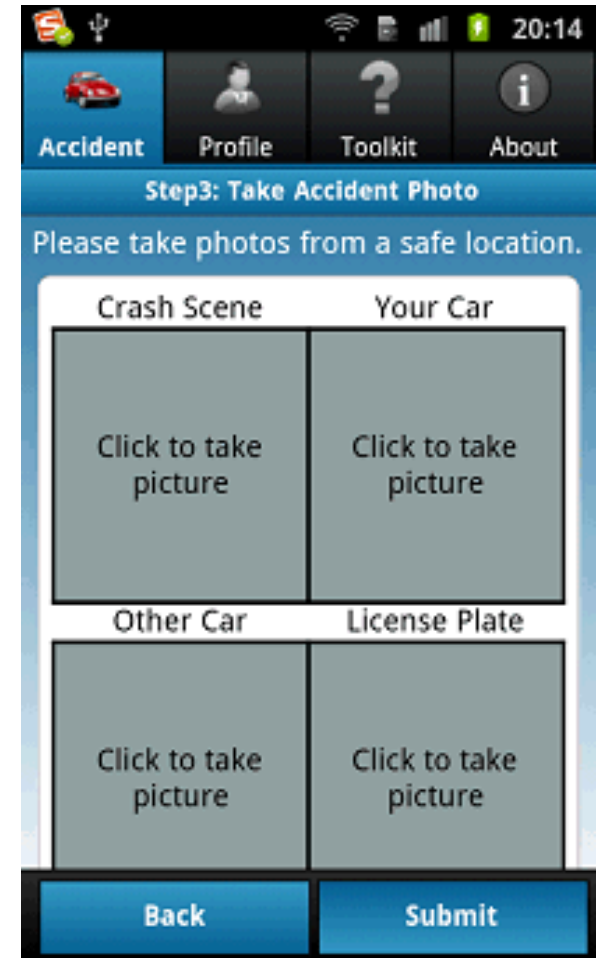 20:14
Accident Profile Toolkit About
Step3: Take Accident Photo
Please take photos from a safe location.
Crash Scene Your Car
Click to take Click to take
picture picture
Other Car License Plate
Click to take Click to take
picture picture
Back Submit